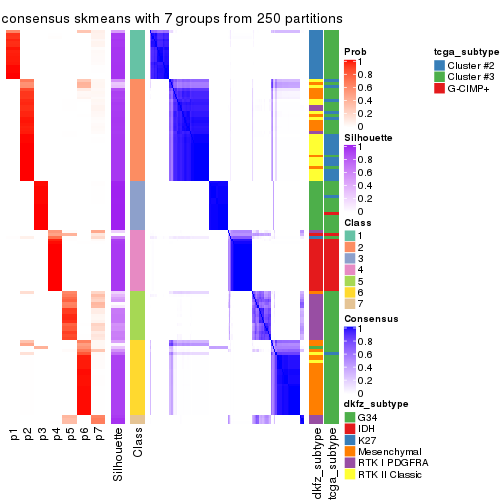 consensus skmeans with 7 groups from 250 partitions
Prob
1
0.8
0.6
0.4
0.2
0
Silhouette
1
0.8
0.6
0.4
0.2
0
Class
1
2
3
4
5
6
7
Consensus
1
0.8
0.6
0.4
0.2
0
dkfz_subtype
G34
IDH
K27
Mesenchymal
RTK I PDGFRA
RTK II Classic
tcga_subtype
Cluster #2
Cluster #3
G-CIMP+
p1
p2
p3
p4
p5
p6
p7
Silhouette
Class
dkfz_subtype
tcga_subtype